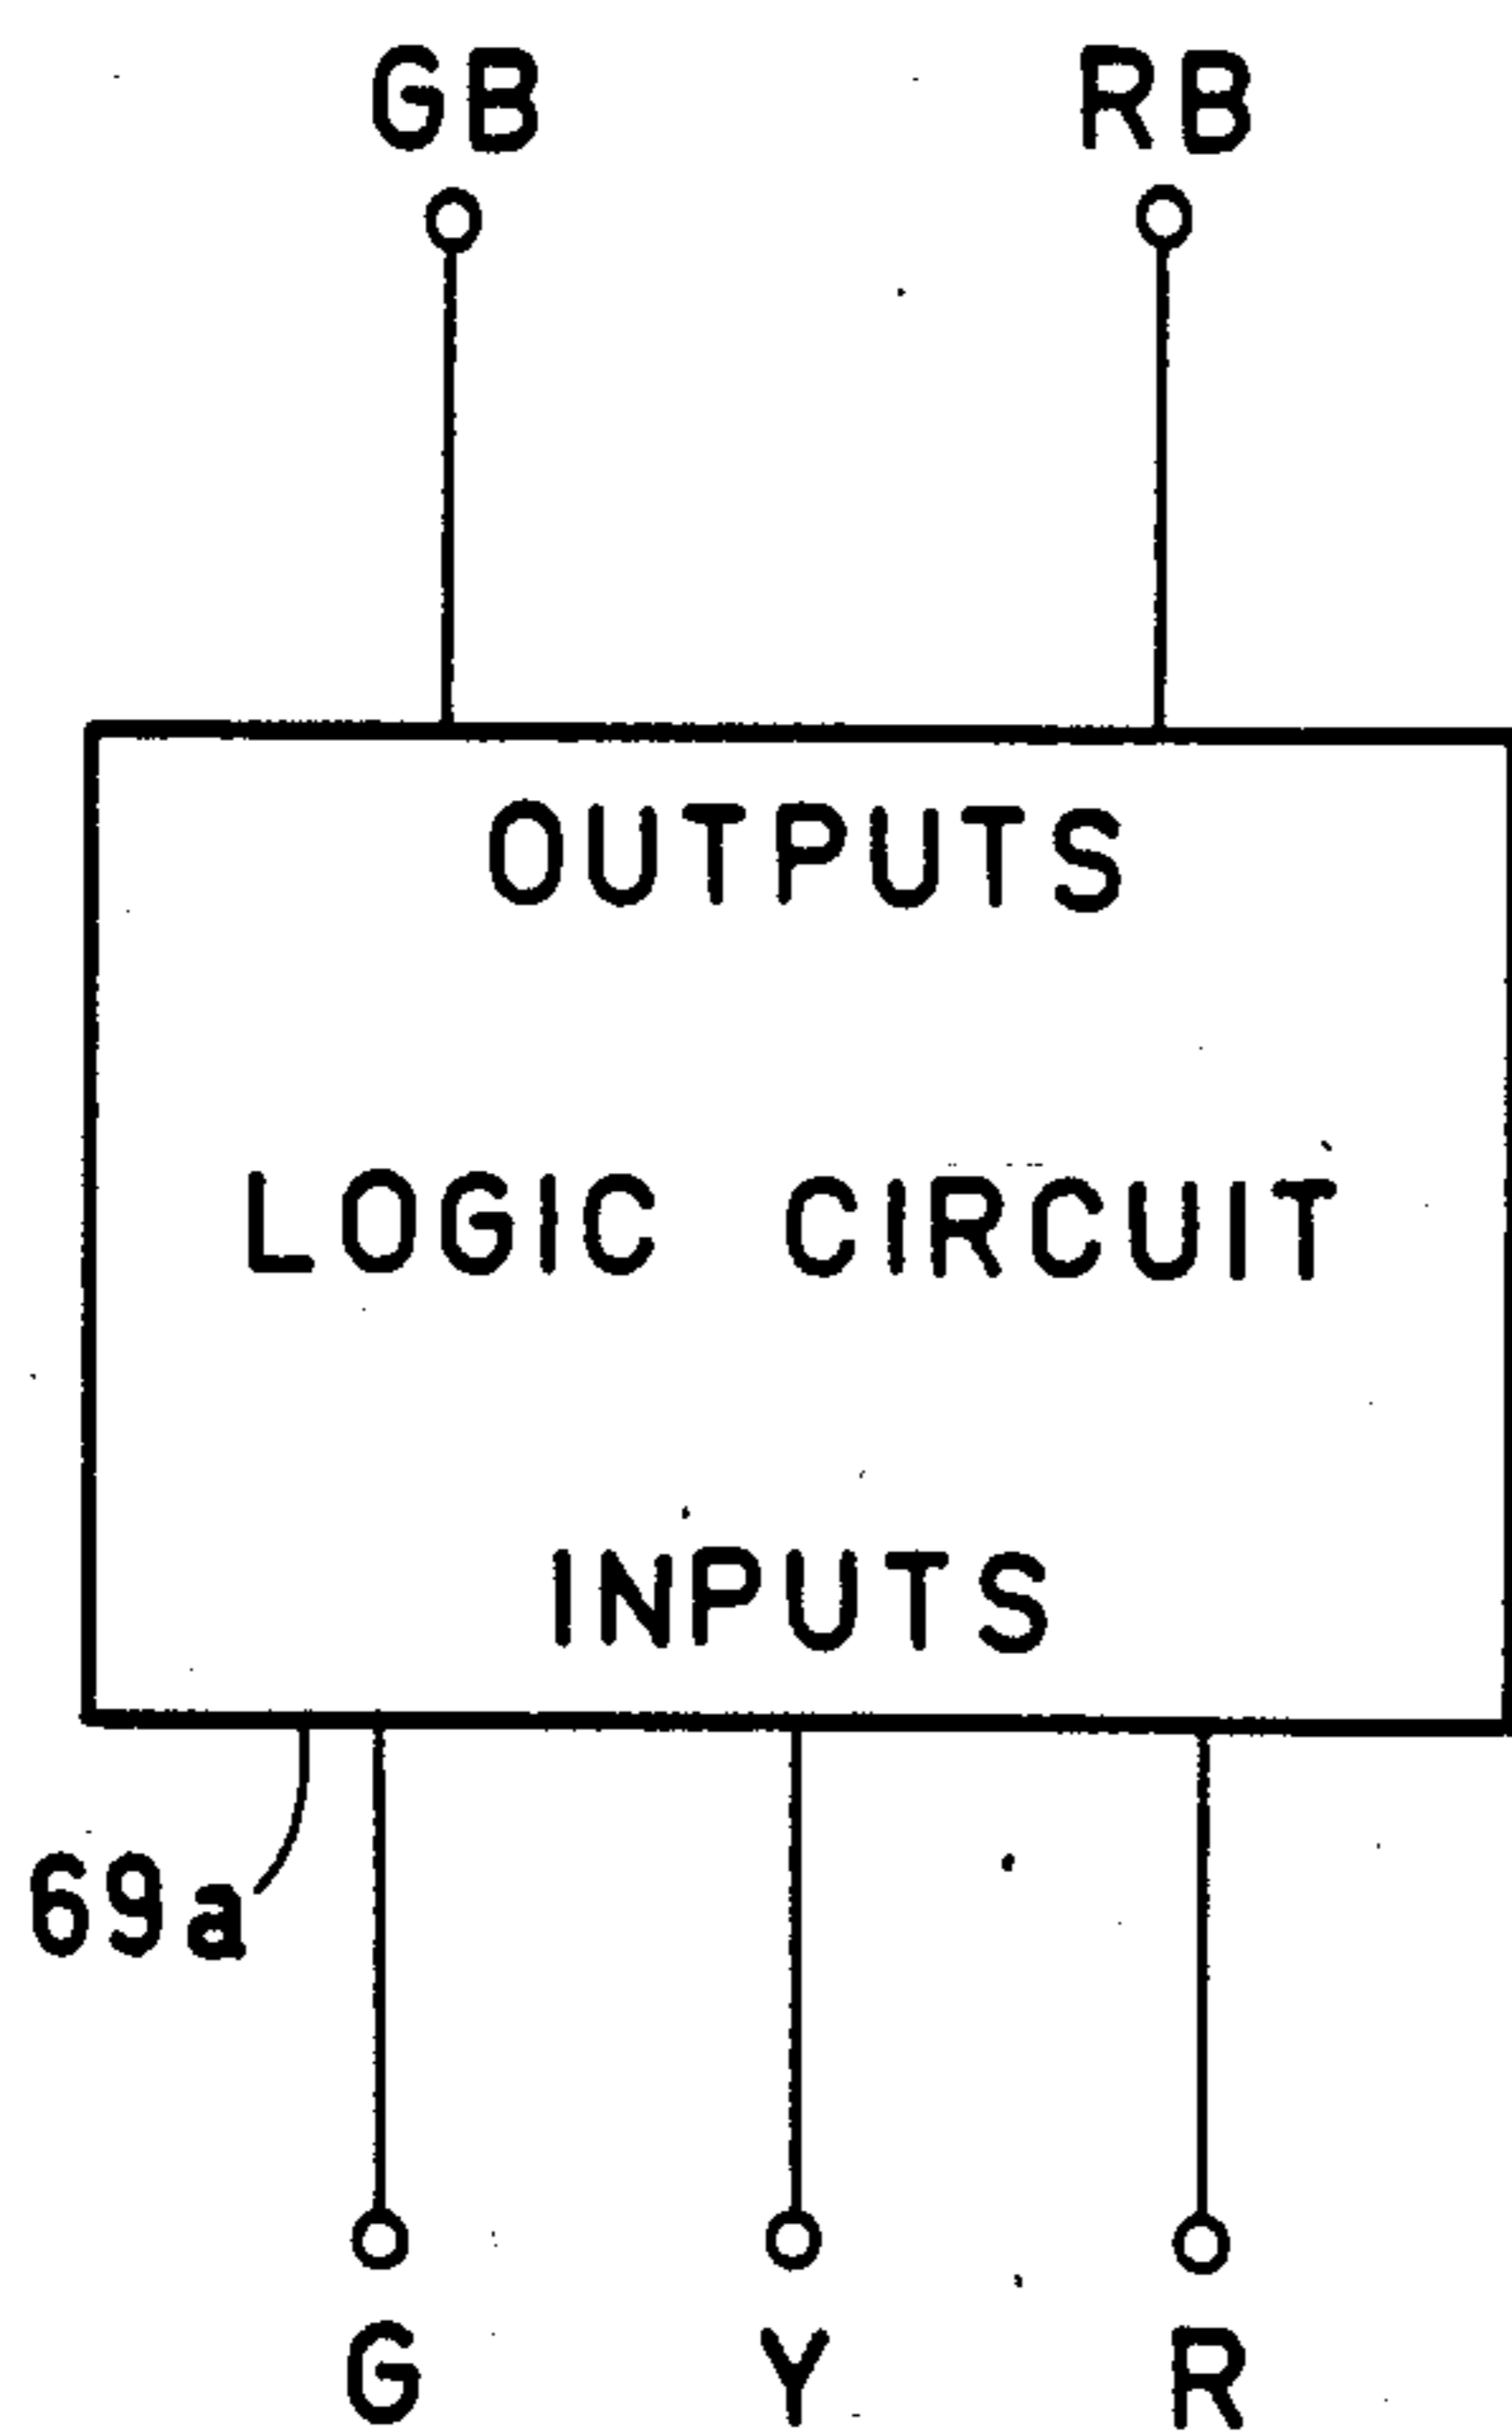 GB RB
OUTPUTS
LOGIC CIRCUIT
INPUTS
69a
G Y R